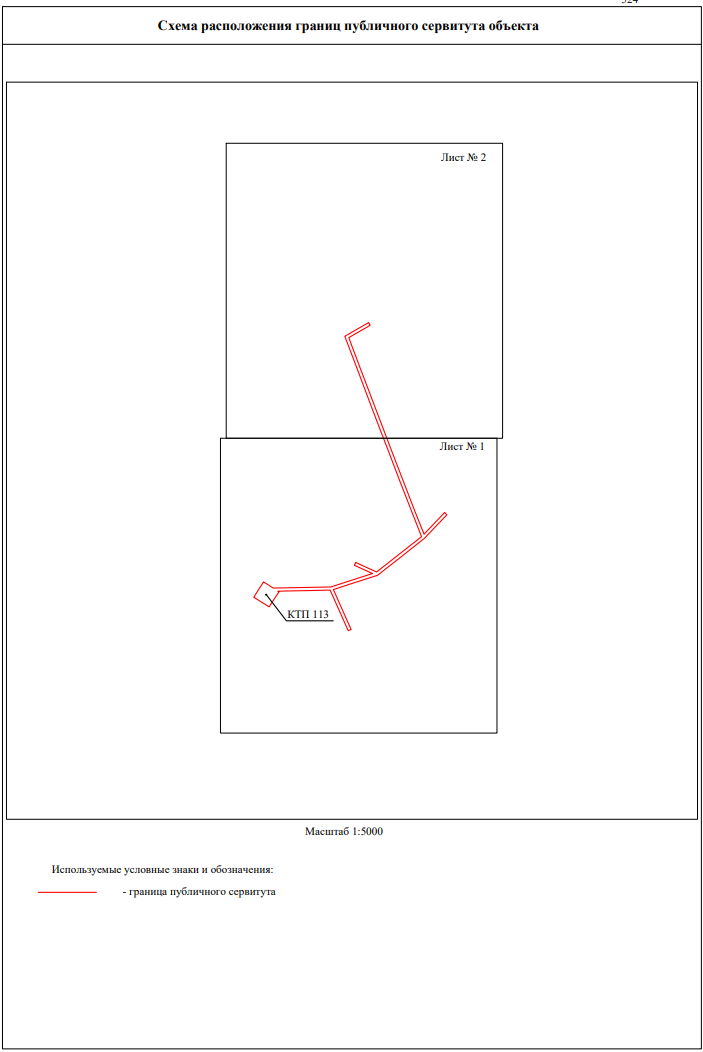 Схема расположения границ публичного сервитута объекта
Лист № 2
Лист № 1
КТП 113
Масштаб 1:5000
Используемые условные знаки и обозначения:
- граница публичного сервитута